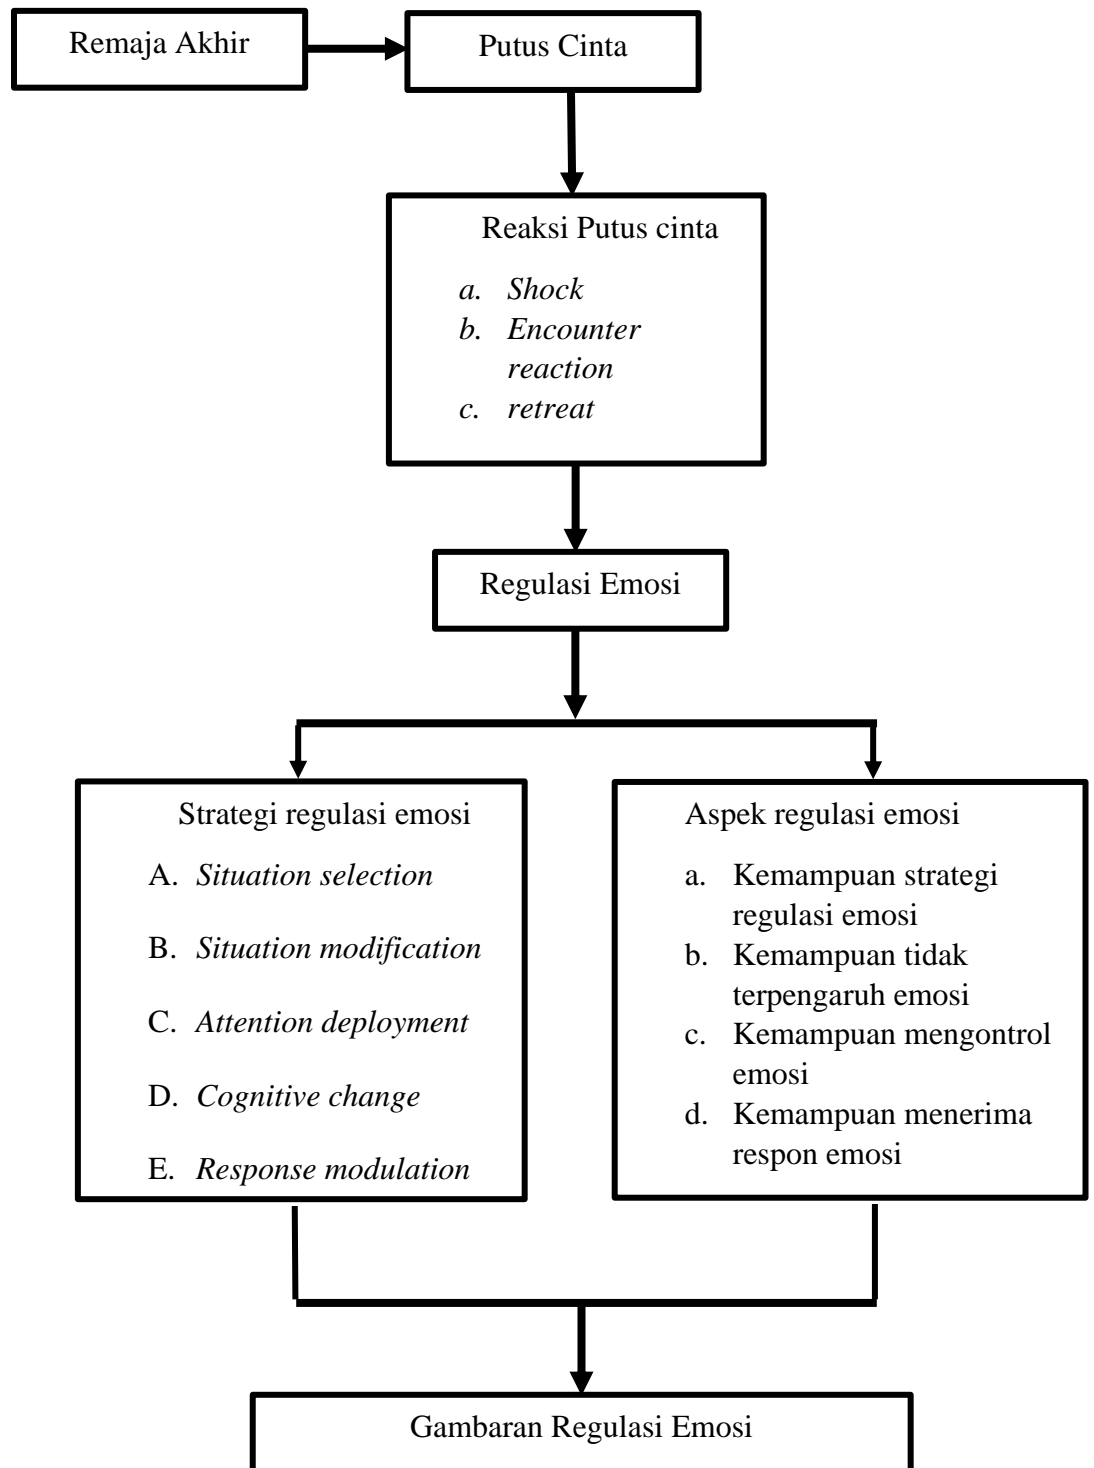 Remaja Akhir
Putus Cinta
Reaksi Putus cinta
a. Shock
b. Encounter
reaction
c. retreat
Regulasi Emosi
Strategi regulasi emosi
A. Situation selection
B. Situation modification
C. Attention deployment
D. Cognitive change
E. Response modulation
Aspek regulasi emosi
a. Kemampuan strategi
regulasi emosi
b. Kemampuan tidak
terpengaruh emosi
c. Kemampuan mengontrol
emosi
d. Kemampuan menerima
respon emosi
Gambaran Regulasi Emosi